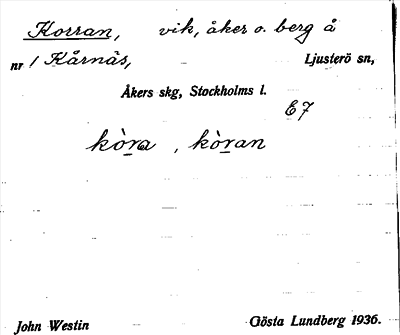 Korran, vik, åker o. berg å
nr 1 Kårnäs, Ljusterö sn,
Åkers skg, Stockholms l.
E7
kòra, kòran
John Westin Gösta Lundberg 1936.